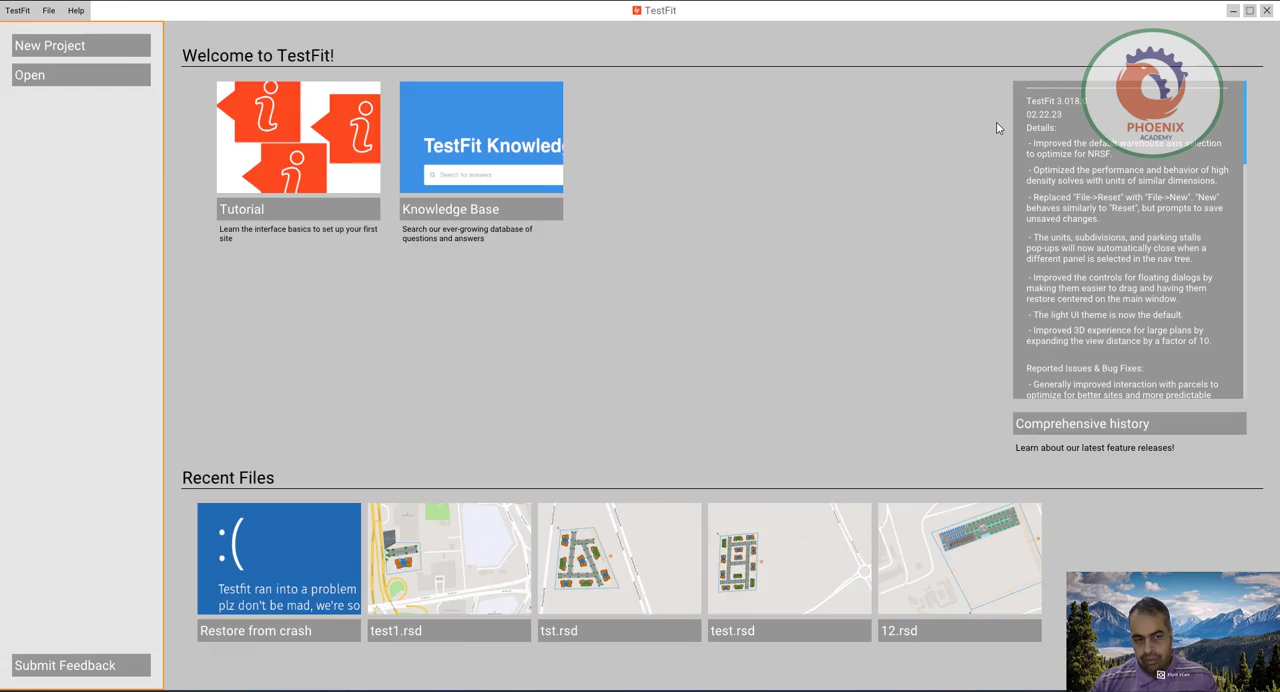 TestFit File Help
TestFit
New Project
Open
Submit Feedback
Welcome to TestFit!
TestFit Knowled
Search for answers
Tutorial
Learn the interface basics to set up your first
site
Knowledge Base
Search our ever-growing database of
questions and answers
PHOENIX
ACADEMY
TestFit 3.018.
02.22.23
Details:
- Improved the default warehouse axis selection
to optimize for NRSF.
- Optimized the performance and behavior of high
density solves with units of similar dimensions.
- Replaced "File->Reset" with "File->New". "New"
behaves similarly to "Reset", but prompts to save
unsaved changes.
- The units, subdivisions, and parking stalls
pop-ups will now automatically close when a
different panel is selected in the nav tree.
- Improved the controls for floating dialogs by
making them easier to drag and having them
restore centered on the main window.
- The light UI theme is now the default.
- Improved 3D experience for large plans by
expanding the view distance by a factor of 10.
Reported Issues & Bug Fixes:
- Generally improved interaction with parcels to
optimize for better sites and more predictable
Comprehensive history
Learn about our latest feature releases!
Recent Files
:(
Testfit ran into a problem
plz don't be mad, we're so
Restore from crash
test1.rsd
tst.rsd
test.rsd
12.rsd